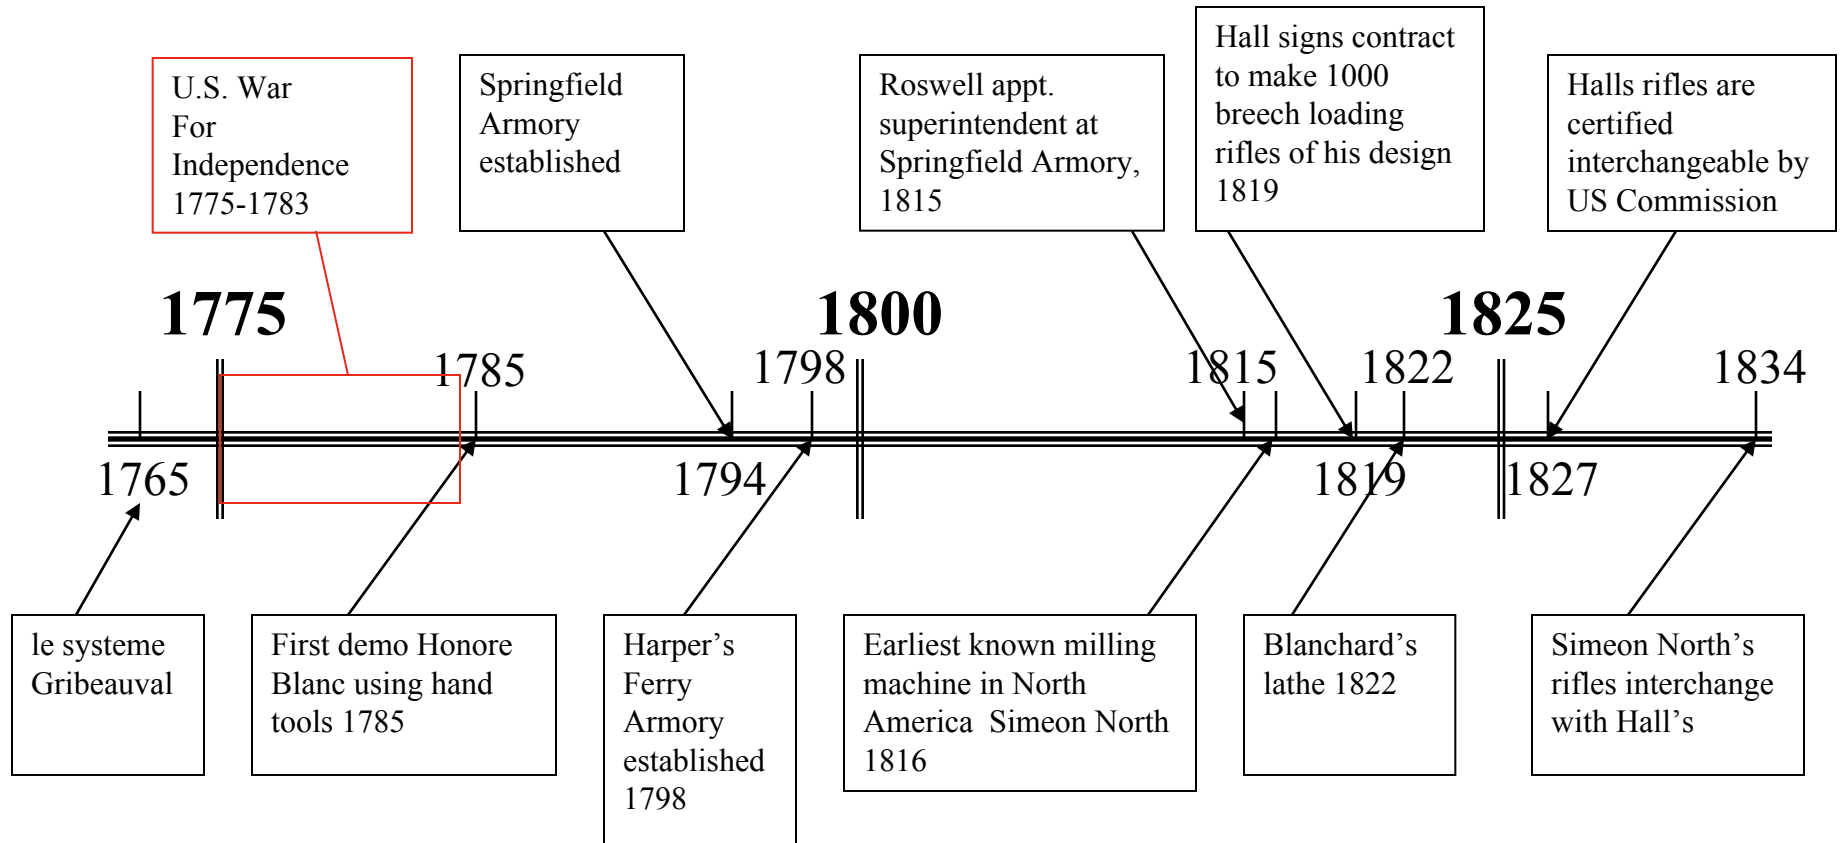 U.S. War
For
Independence
1775-1783
Springfield
Armory
established
Roswell appt.
superintendent at
Springfield Armory,
1815
Hall signs contract
to make 1000
breech loading
rifles of his design
1819
Halls rifles are
certified
interchangeable by
US Commission
1775
1800
1825
1785
1798
1815
1822
1834
1765
1794
1819
1827
le systeme
Gribeauval
First demo Honore
Blanc using hand
tools 1785
Harper’s
Ferry
Armory
established
1798
Earliest known milling
machine in North
America  Simeon North
1816
Blanchard’s
lathe 1822
Simeon North’s
rifles interchange
with Hall’s